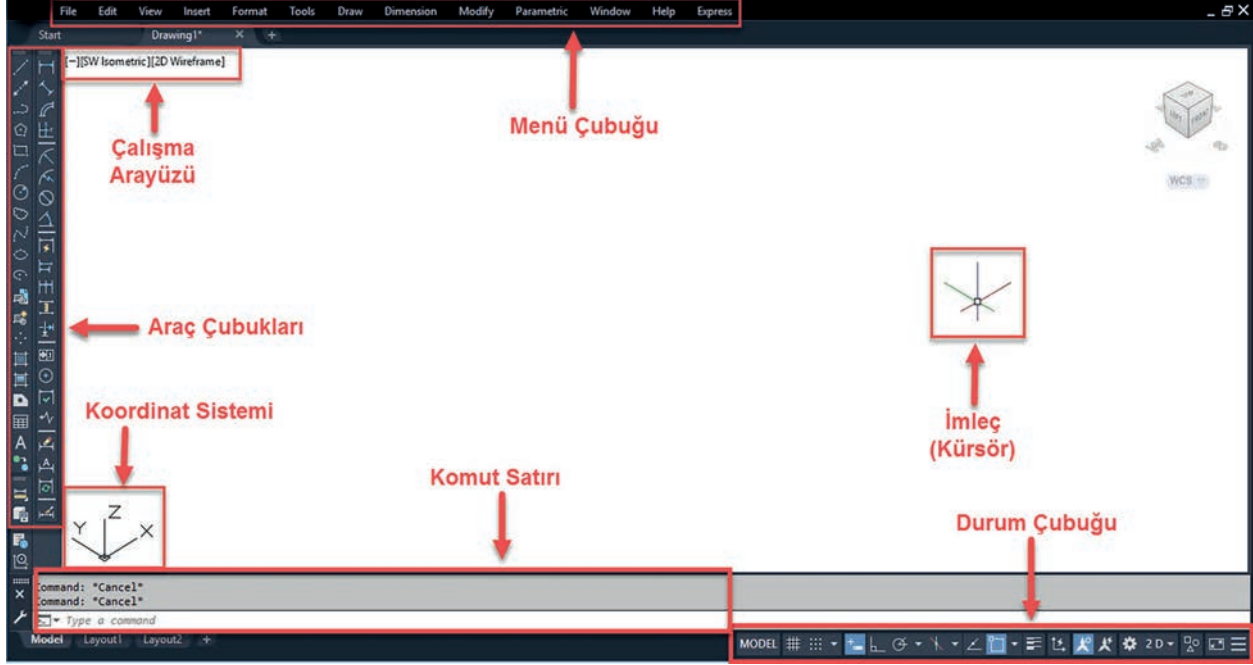 File Edit View Insert Format Tools Draw Dimension Modify Parametric Window Help Express
Start Drawing1* +
[−][SW Isometric][2D Wireframe]
Menü Çubuğu
Çalışma
Arayüzü
WCS
Araç Çubukları
Koordinat Sistemi
İmleç
(Kürsör)
Komut Satırı
Durum Çubuğu
A
A
Z
Y X
Command: "Cancel"
Command: "Cancel"
Type a command
Model Layout1 Layout2 +
MODEL 2D